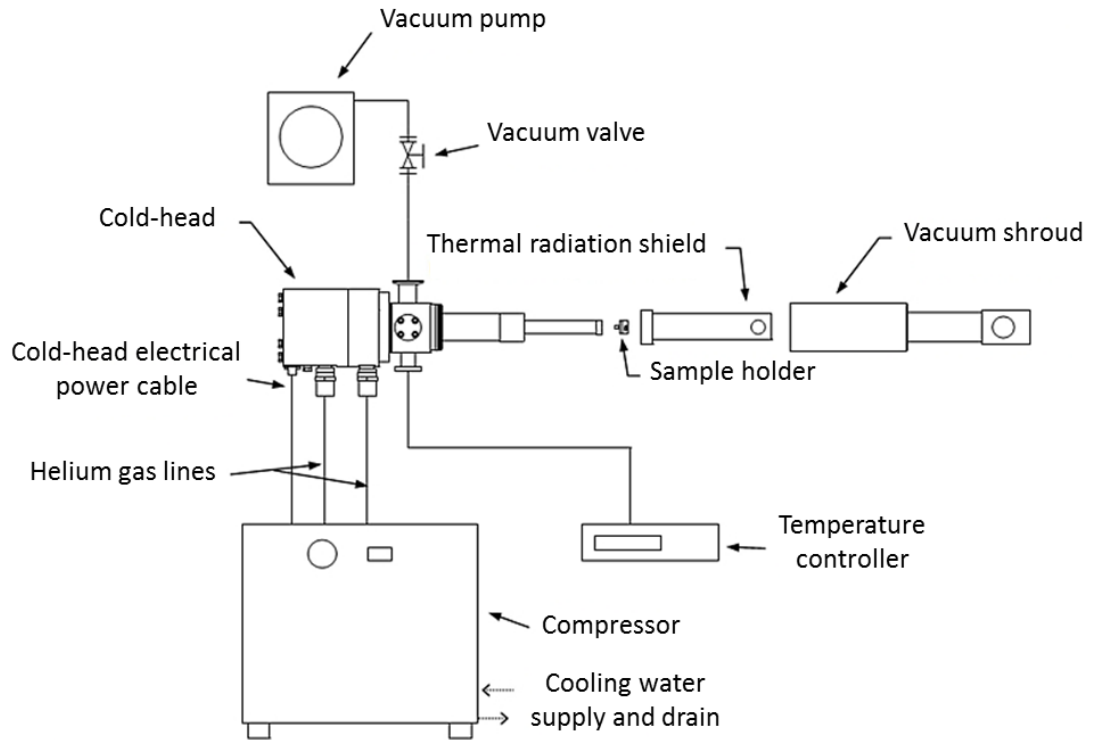 Vacuum pump
Vacuum valve
Cold-head
Thermal radiation shield
Vacuum shroud
Cold-head electrical
power cable
Sample holder
Helium gas lines
Temperature
controller
Compressor
Cooling water
supply and drain